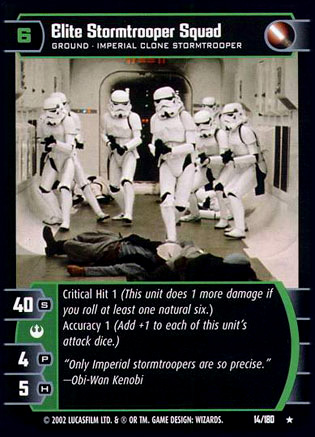 6
Elite Stormtrooper Squad
GROUND · IMPERIAL CLONE STORMTROOPER
40 S
4 P
5 H
Critical Hit 1 (This unit does 1 more damage if
you roll at least one natural six.)
Accuracy 1 (Add +1 to each of this unit's
attack dice.)
"Only Imperial stormtroopers are so precise."
—Obi-Wan Kenobi
© 2002 LUCASFILM LTD. & ® OR TM. GAME DESIGN: WIZARDS.
14/180